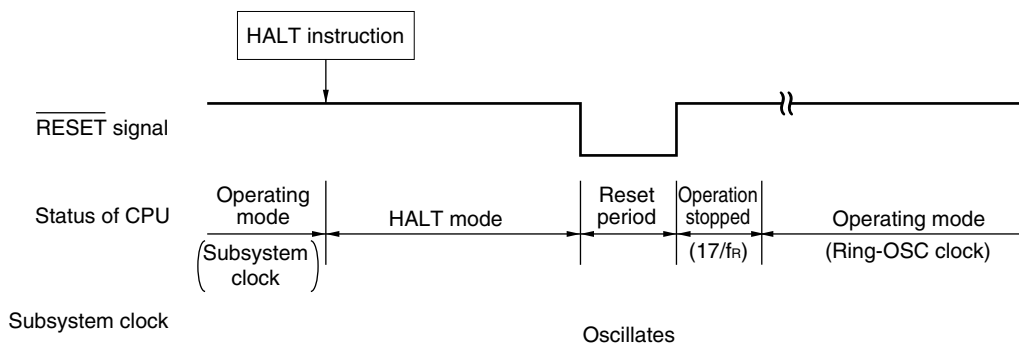 HALT instruction
RESET signal
Status of CPU
Operating mode
(Subsystem clock)
HALT mode
Reset period
Operation stopped
(17/fR)
Operating mode
(Ring-OSC clock)
Subsystem clock
Oscillates